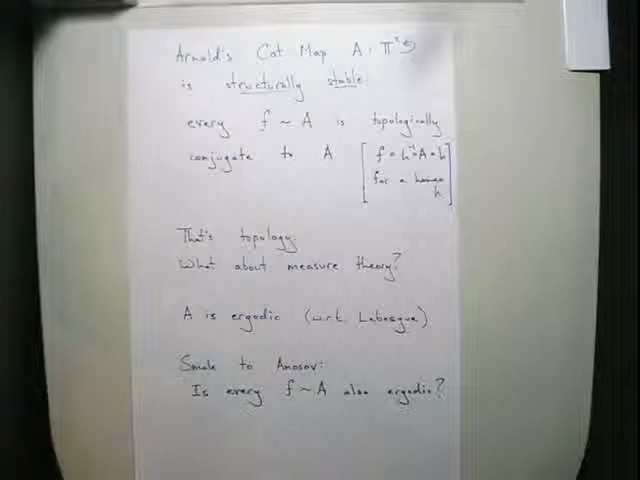 Arnold's Cat Map A : 𝕋² ↺
is structurally stable:
every f ~ A is topologically
conjugate to A [ f = h⁻¹∘A∘h
for a homeo
h ]
That's topology.
What about measure theory?
A is ergodic (w.r.t. Lebesgue)
Smale to Anosov:
Is every f ~ A also ergodic?